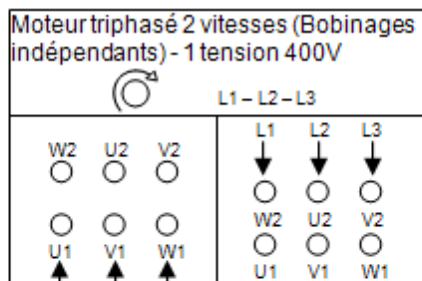 Moteur triphasé 2 vitesses (Bobinages
indépendants) - 1 tension 400V
L1 – L2 – L3
W2 U2 V2
U1 V1 W1
L1 L2 L3
W2 U2 V2
U1 V1 W1